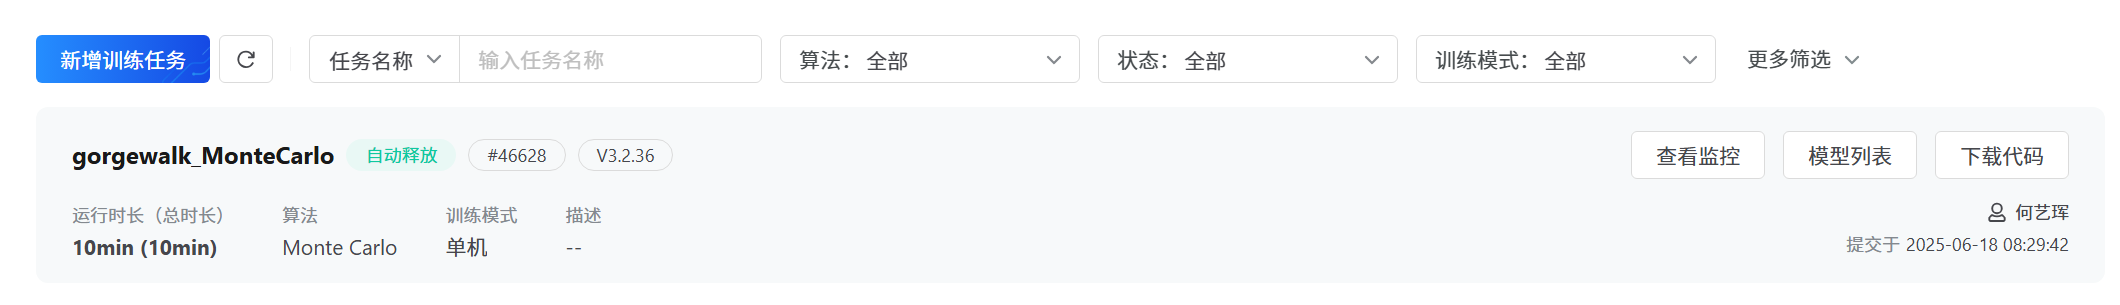 新增训练任务 任务名称 输入任务名称 算法： 全部 状态： 全部 训练模式： 全部 更多筛选
gorgewalk_MonteCarlo 自动释放 #46628 V3.2.36 查看监控 模型列表 下载代码
运行时长（总时长） 算法 训练模式 描述 何艺珲
10min (10min) Monte Carlo 单机 -- 提交于 2025-06-18 08:29:42